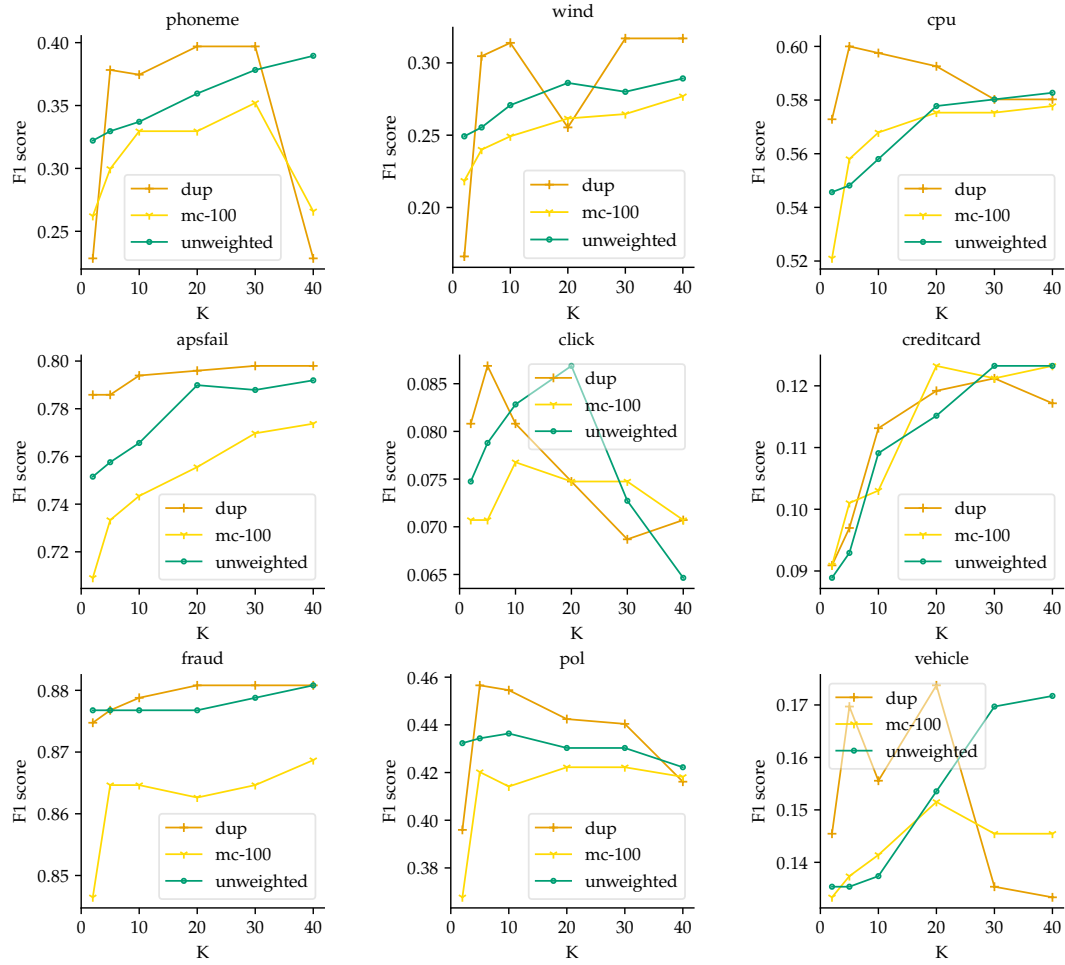 phoneme
0.40
0.35
0.30
0.25
F1 score
dup
mc-100
unweighted
0 10 20 30 40
K
wind
0.30
0.25
0.20
F1 score
dup
mc-100
unweighted
0 10 20 30 40
K
cpu
0.60
0.58
0.56
0.54
0.52
F1 score
dup
mc-100
unweighted
0 10 20 30 40
K
apsfail
0.80
0.78
0.76
0.74
0.72
F1 score
dup
mc-100
unweighted
0 10 20 30 40
K
click
0.085
0.080
0.075
0.070
0.065
F1 score
dup
mc-100
unweighted
0 10 20 30 40
K
creditcard
0.12
0.11
0.10
0.09
F1 score
dup
mc-100
unweighted
0 10 20 30 40
K
fraud
0.88
0.87
0.86
0.85
F1 score
dup
mc-100
unweighted
0 10 20 30 40
K
pol
0.46
0.44
0.42
0.40
0.38
F1 score
dup
mc-100
unweighted
0 10 20 30 40
K
vehicle
0.17
0.16
0.15
0.14
F1 score
dup
mc-100
unweighted
0 10 20 30 40
K